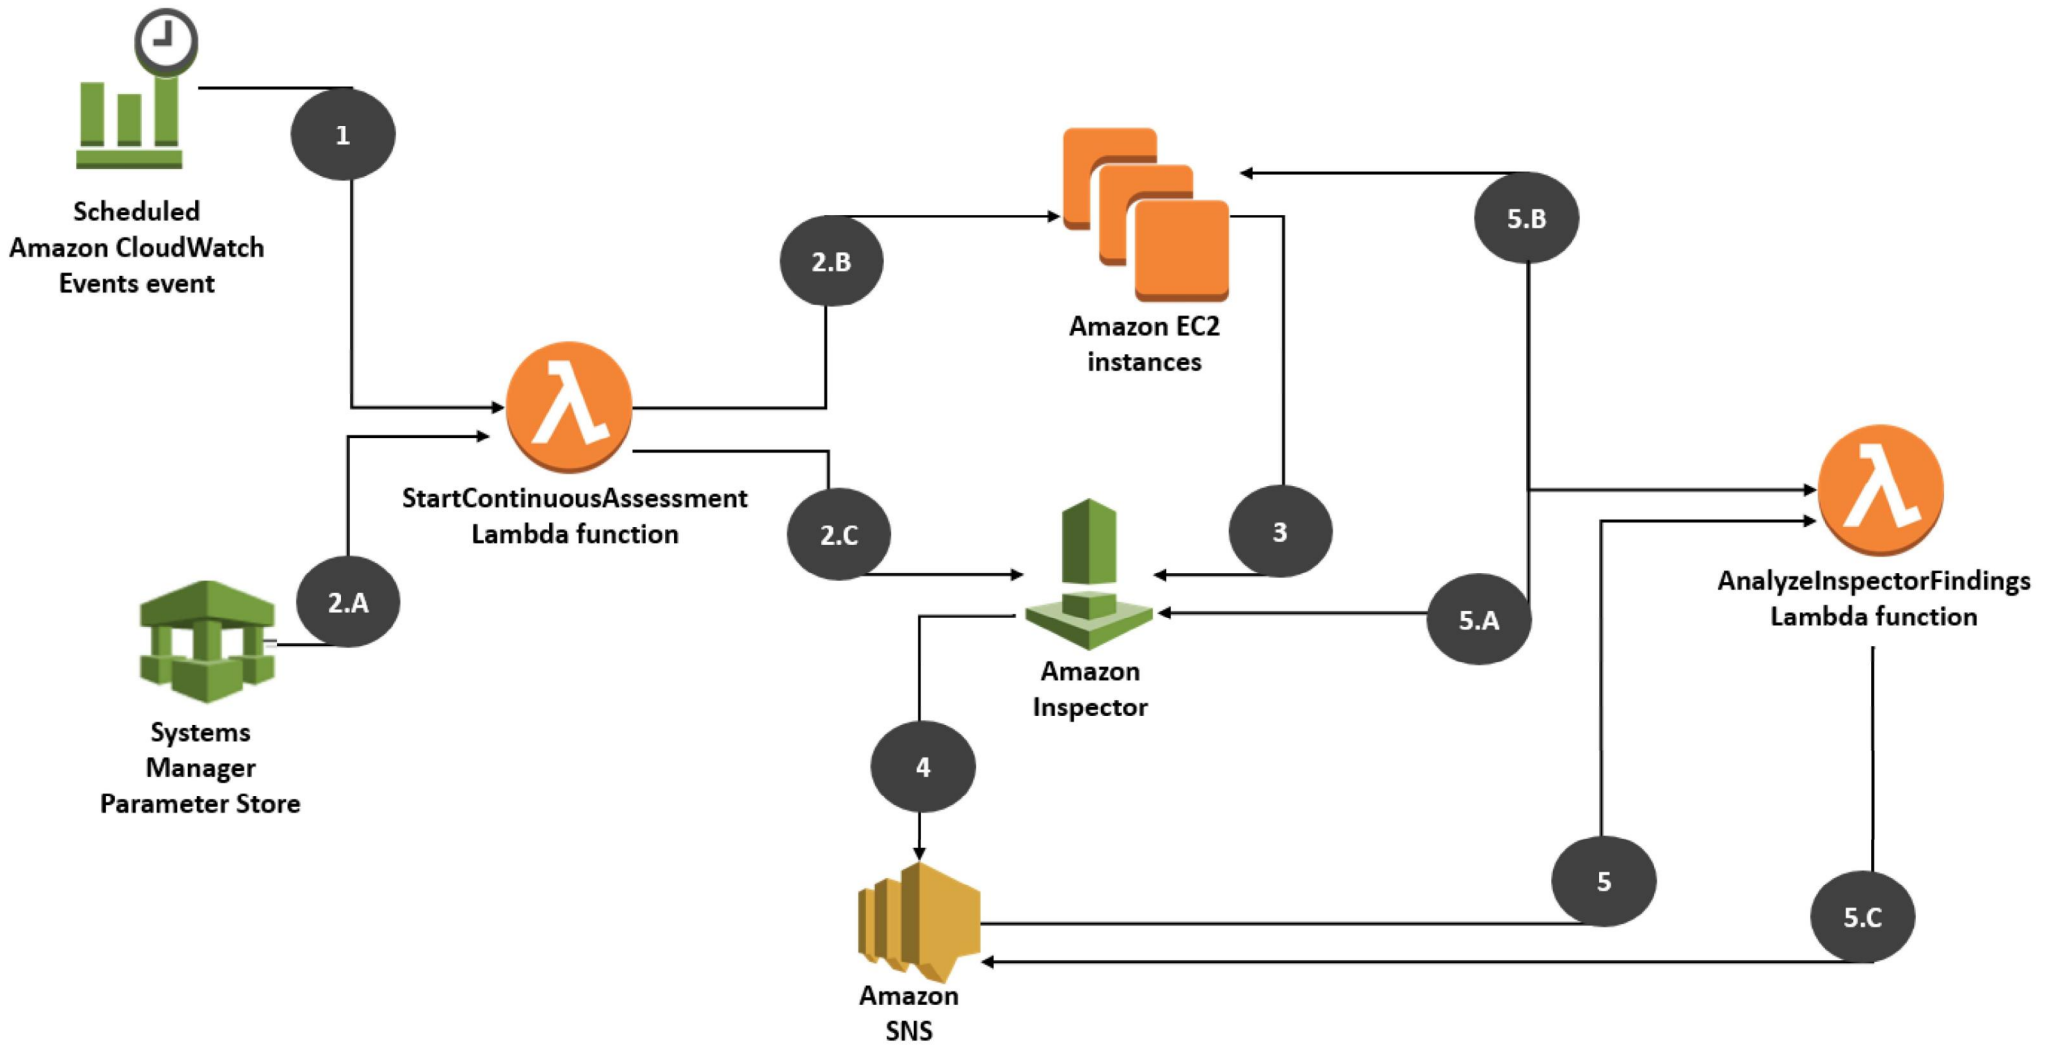 1
Scheduled
Amazon CloudWatch
Events event
2.B
5.B
Amazon EC2
instances
StartContinuousAssessment
Lambda function
2.C
3
2.A
5.A
AnalyzeInspectorFindings
Lambda function
Amazon
Inspector
Systems
Manager
Parameter Store
4
5
5.C
Amazon
SNS